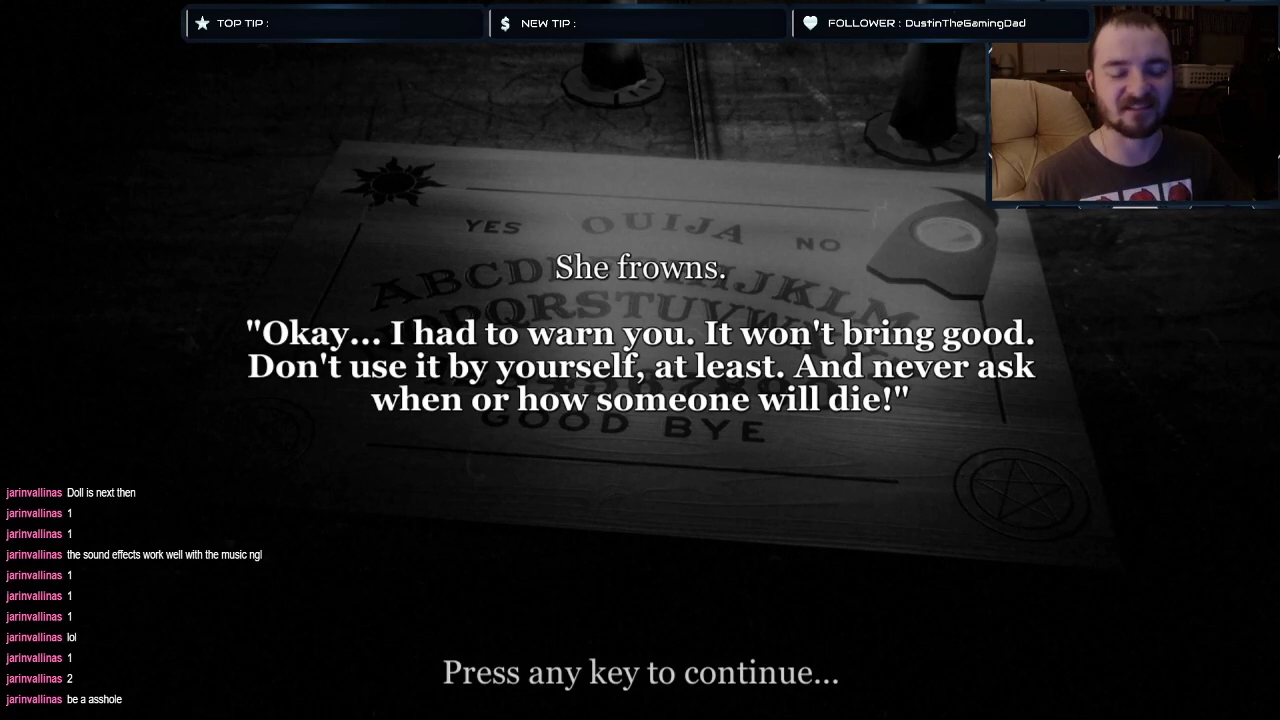 TOP TIP :
NEW TIP :
FOLLOWER : DustinTheGamingDad
YES
OUIJA
NO
She frowns.
"Okay... I had to warn you. It won't bring good.
Don't use it by yourself, at least. And never ask
when or how someone will die!"
GOOD BYE
jarinvallinas Doll is next then
jarinvallinas 1
jarinvallinas 1
jarinvallinas the sound effects work well with the music ngl
jarinvallinas 1
jarinvallinas 1
jarinvallinas 1
jarinvallinas lol
jarinvallinas 1
jarinvallinas 2
jarinvallinas be a asshole
Press any key to continue...